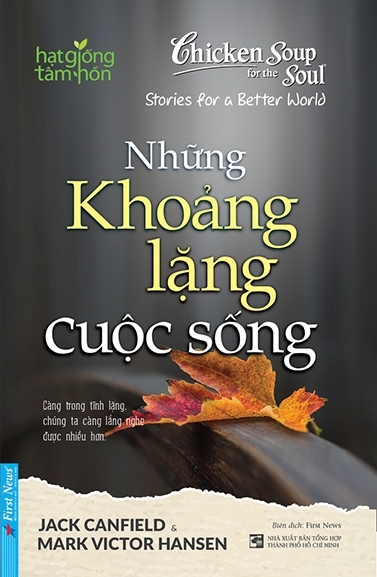 hạt giống
tâm hồn
Chicken Soup
for the
Soul
Stories for a Better World
Những
Khoảng
lặng
cuộc sống
Càng trong tĩnh lặng,
chúng ta càng lắng nghe
được nhiều hơn.
First News
JACK CANFIELD &
MARK VICTOR HANSEN
Biên dịch: First News
NHÀ XUẤT BẢN TỔNG HỢP
THÀNH PHỐ HỒ CHÍ MINH